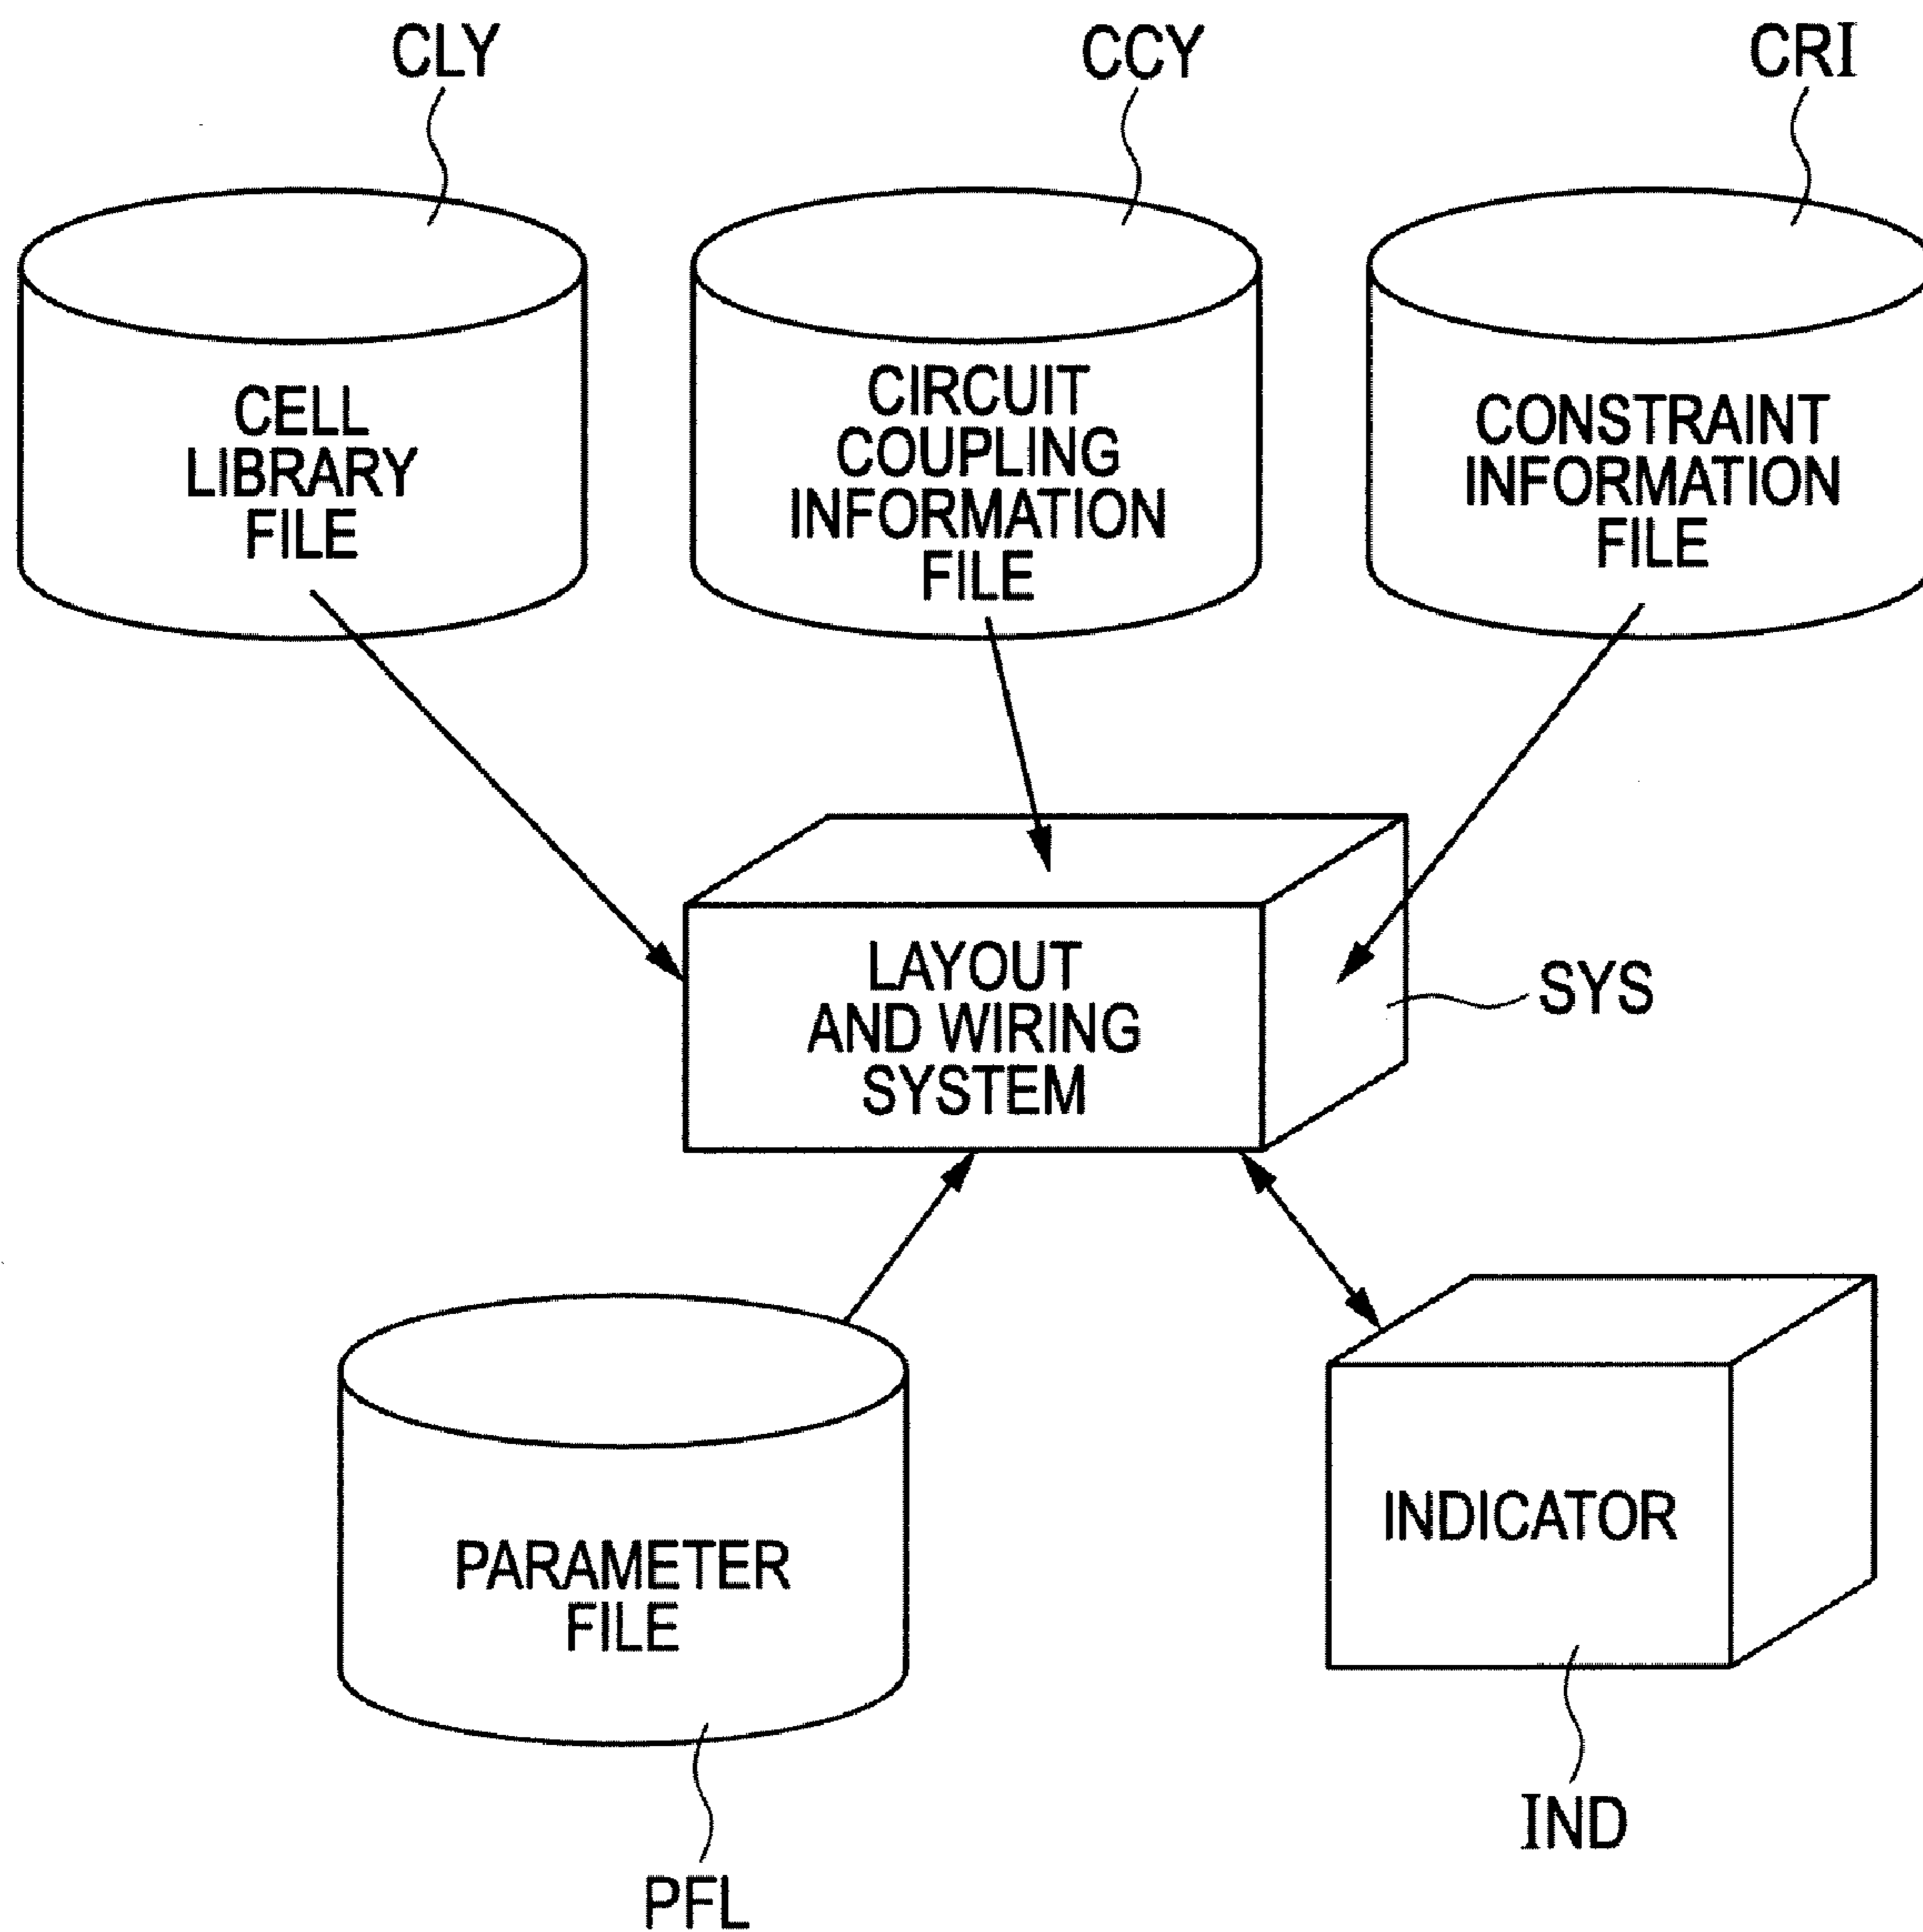 CLY
CCY
CRI
CELL
LIBRARY
FILE
CIRCUIT
COUPLING
INFORMATION
FILE
CONSTRAINT
INFORMATION
FILE
LAYOUT
AND WIRING
SYSTEM
SYS
PARAMETER
FILE
INDICATOR
IND
PFL